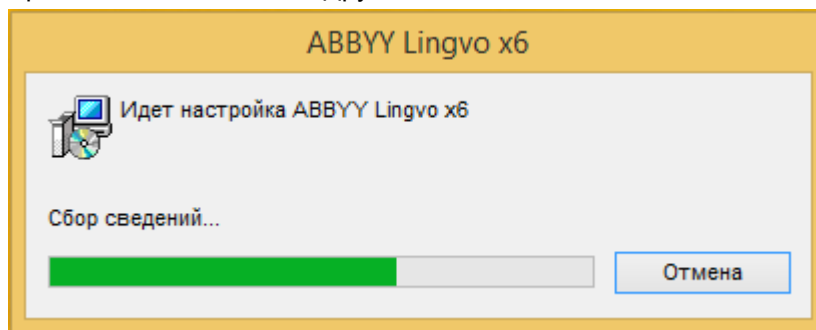 ABBYY Lingvo x6
Идет настройка ABBYY Lingvo x6
Сбор сведений...
Отмена